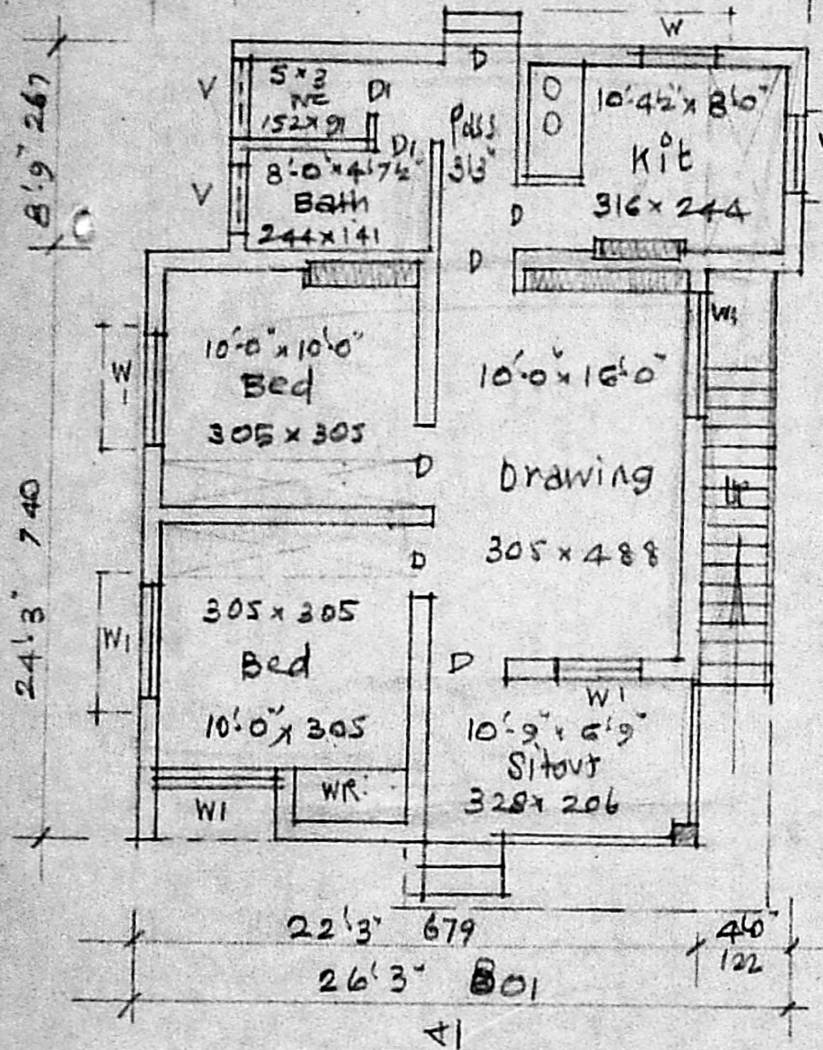 W
D
V
5 × 3
WC
152 × 91
D1
D1
Pass
10'-4½" × 8'-0"
Kit
316 × 244
V
8'-0" × 4'-7½"
Bath
244 × 141
D
D
8'-9" 267
10'-0" × 10'-0"
Bed
305 × 305
W1
10'-0" × 16'-0"
Drawing
305 × 488
D
UP
24'-3" 740
D
305 × 305
Bed
10'-0" × 305
W1
D
W1
10'-9" × 6'-9"
Sitout
328 × 206
W1
WR
22'-3" 679
4'-0"
122
26'-3" 801